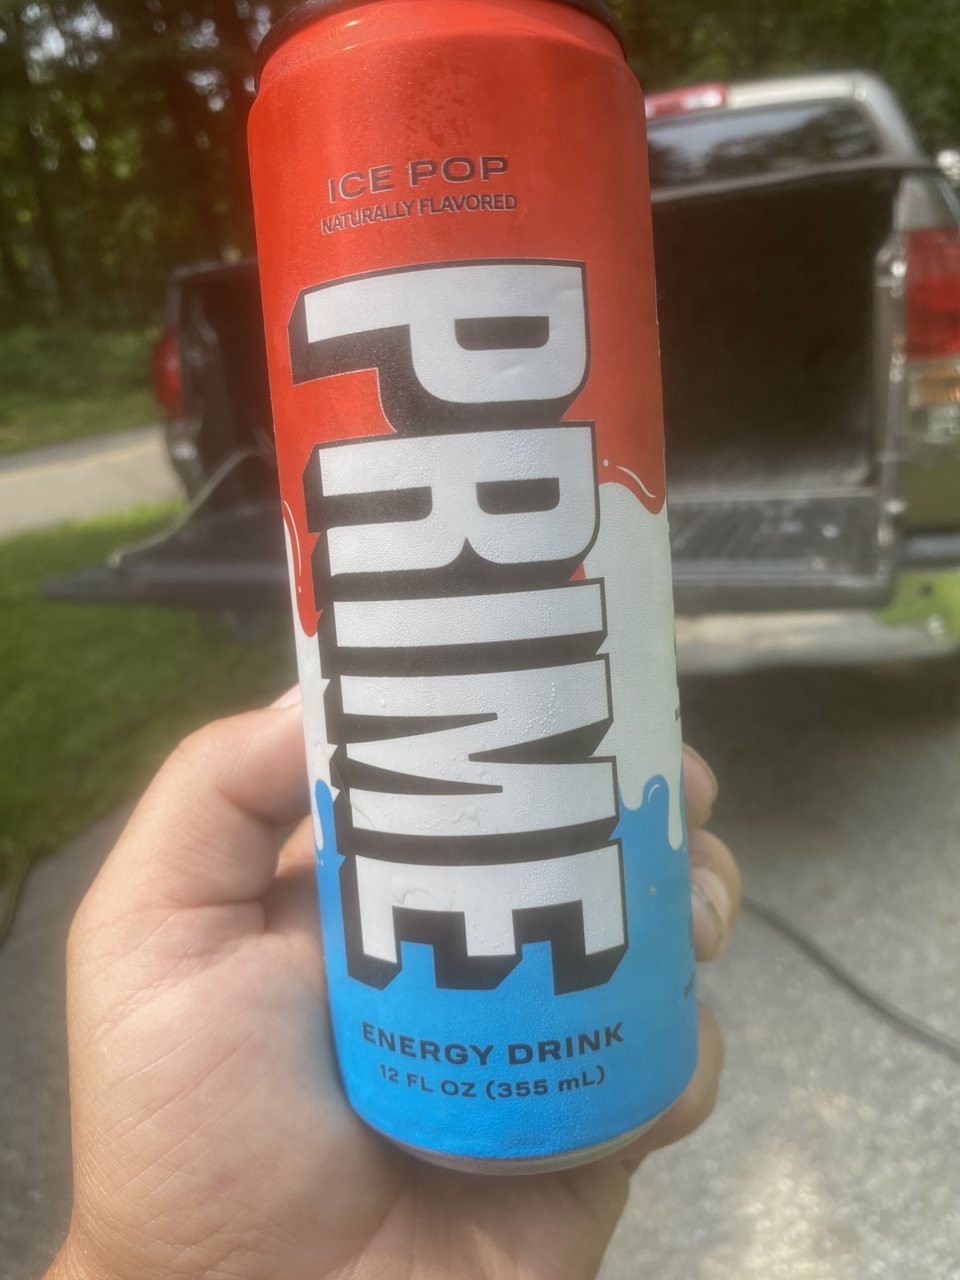 ICE POP
NATURALLY FLAVORED
PRIME
ENERGY DRINK
12 FL OZ (355 mL)